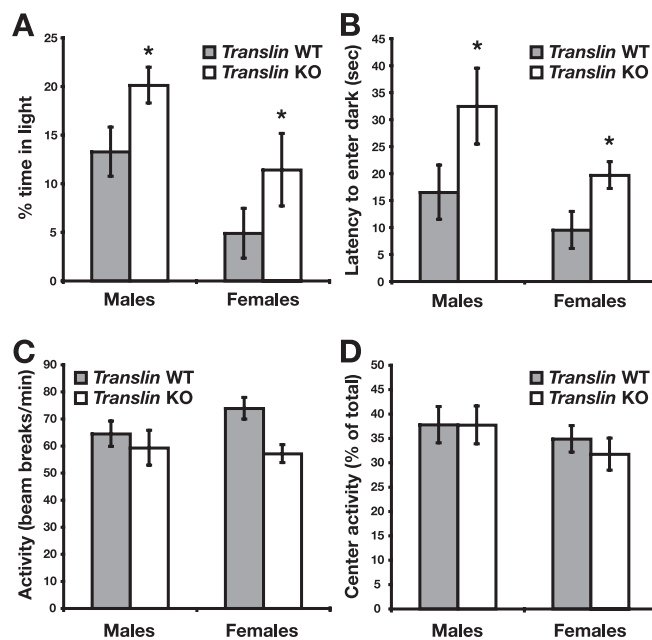 A
% time in light
25
20
15
10
5
0
*
*
Translin WT
Translin KO
Males
Females
B
Latency to enter dark (sec)
45
40
35
30
25
20
15
10
5
0
*
*
Translin WT
Translin KO
Males
Females
C
Activity (beam breaks/min)
90
80
70
60
50
40
30
20
10
0
Translin WT
Translin KO
Males
Females
D
Center activity (% of total)
50
45
40
35
30
25
20
15
10
5
0
Translin WT
Translin KO
Males
Females